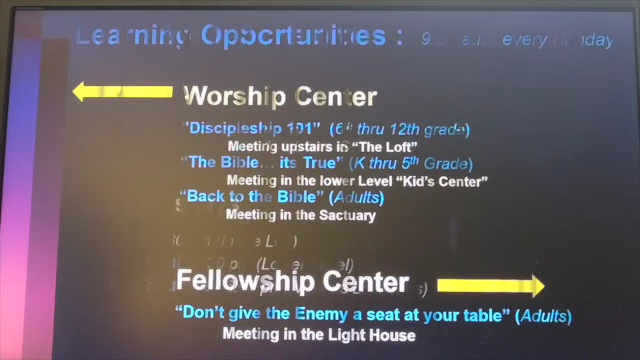 Learning Opportunities : every Sunday
Worship Center
"Discipleship 101" (6th thru 12th grade)
Meeting upstairs in "The Loft"
"The Bible... its True" (K thru 5th Grade)
Meeting in the lower Level "Kid's Center"
"Back to the Bible" (Adults)
Meeting in the Sactuary
Fellowship Center
"Don't give the Enemy a seat at your table" (Adults)
Meeting in the Light House